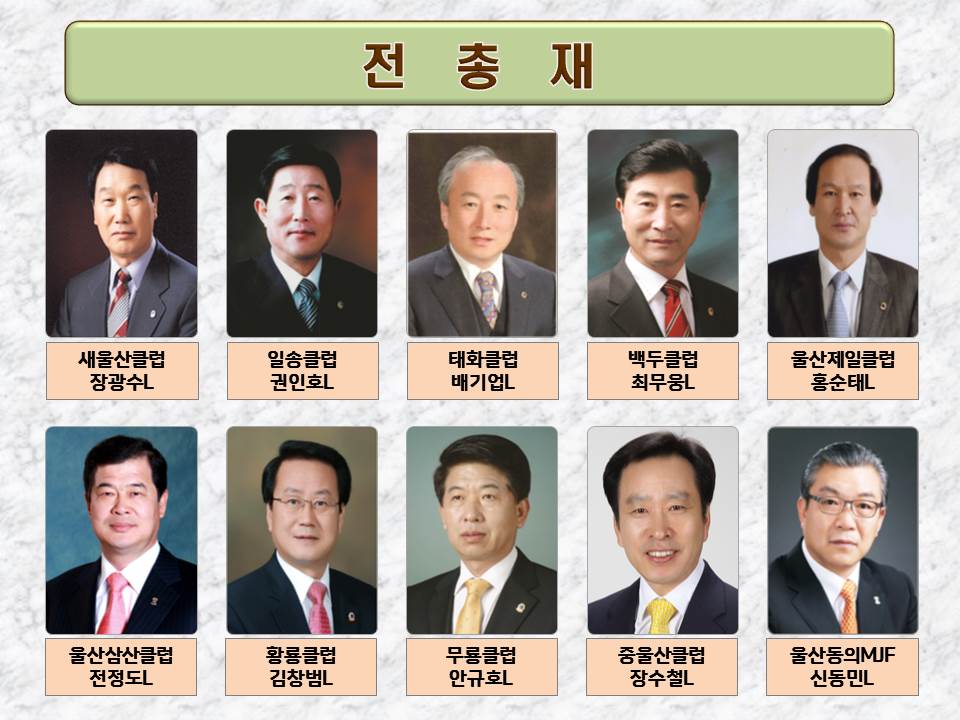 전 총 재
새울산클럽
장광수L
일송클럽
권인호L
태화클럽
배기업L
백두클럽
최무웅L
울산제일클럽
홍순태L
울산삼산클럽
전정도L
황룡클럽
김창범L
무룡클럽
안규호L
중울산클럽
장수철L
울산동의MJF
신동민L